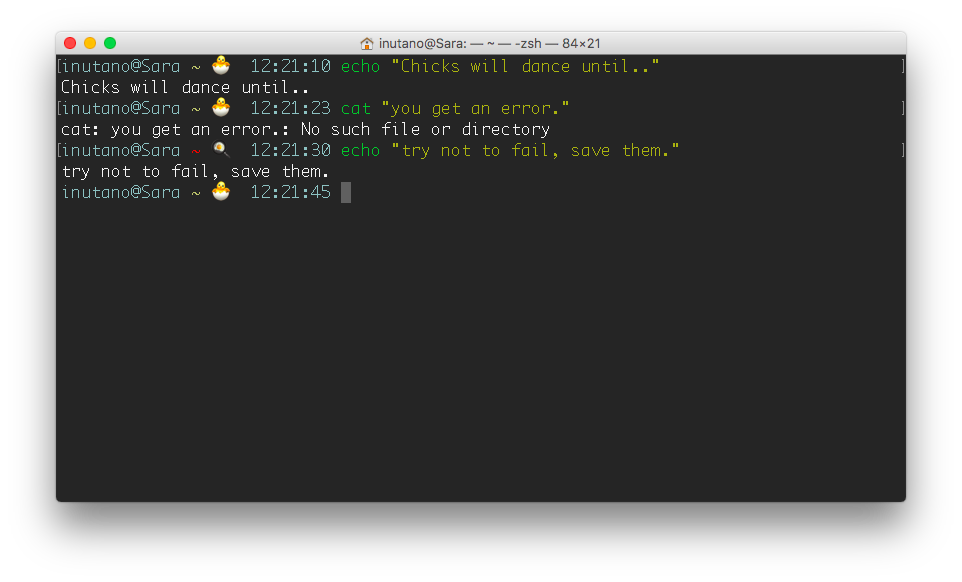 inutano@Sara: — ~ — -zsh — 84×21
[inutano@Sara ~ 🐣  12:21:10 echo "Chicks will dance until.." ]
Chicks will dance until..
[inutano@Sara ~ 🐣  12:21:23 cat "you get an error." ]
cat: you get an error.: No such file or directory
[inutano@Sara ~ 🍳  12:21:30 echo "try not to fail, save them." ]
try not to fail, save them.
inutano@Sara ~ 🐣  12:21:45